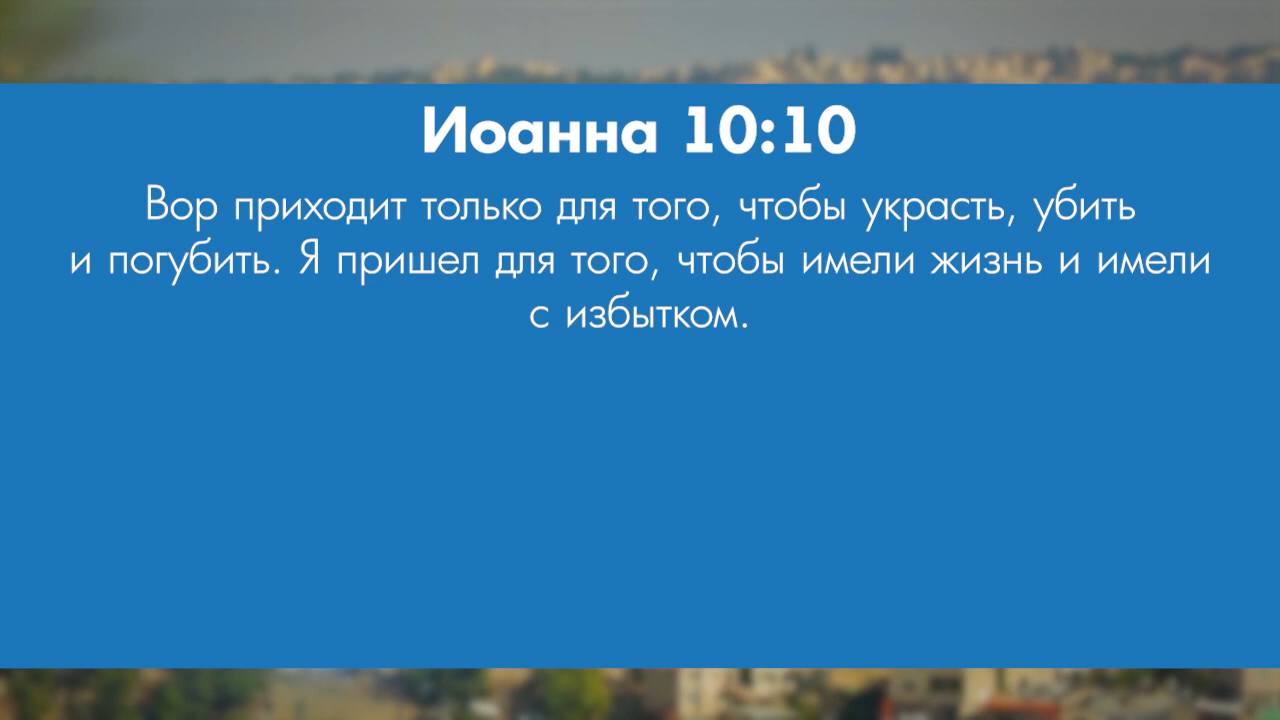 Иоанна 10:10
Вор приходит только для того, чтобы украсть, убить
и погубить. Я пришел для того, чтобы имели жизнь и имели
с избытком.